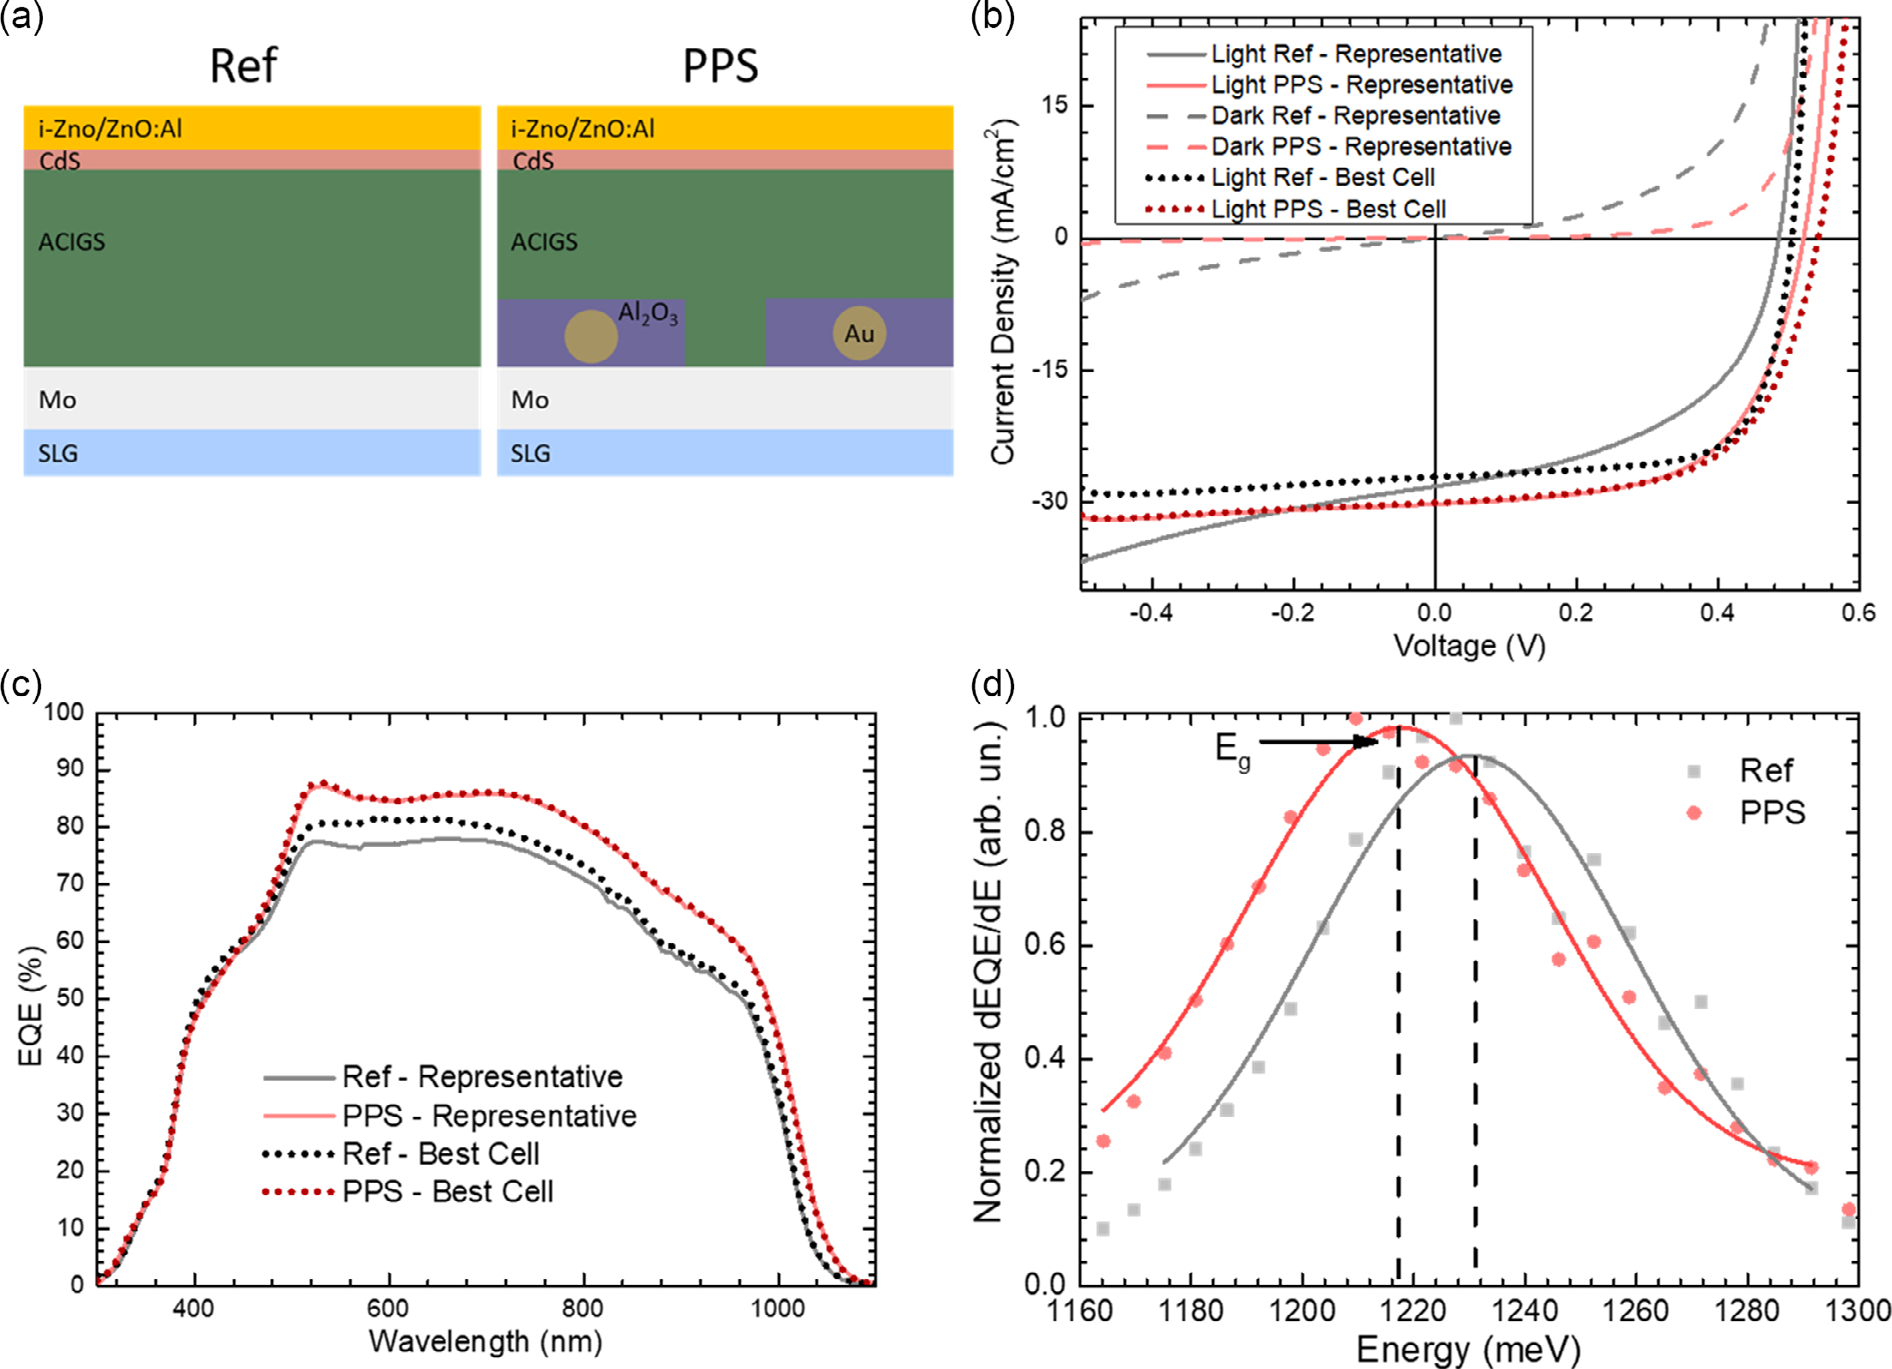 (a)
Ref
PPS
i-Zno/ZnO:Al
CdS
ACIGS
Mo
SLG
i-Zno/ZnO:Al
CdS
ACIGS
Al2O3
Au
Mo
SLG
(b)
Light Ref - Representative
Light PPS - Representative
Dark Ref - Representative
Dark PPS - Representative
Light Ref - Best Cell
Light PPS - Best Cell
Current Density (mA/cm2)
15
0
-15
-30
-0.4 -0.2 0.0 0.2 0.4 0.6
Voltage (V)
(c)
EQE (%)
100
90
80
70
60
50
40
30
20
10
0
Ref - Representative
PPS - Representative
Ref - Best Cell
PPS - Best Cell
400 600 800 1000
Wavelength (nm)
(d)
Normalized dEQE/dE (arb. un.)
1.0
0.8
0.6
0.4
0.2
0.0
Eg
Ref
PPS
1160 1180 1200 1220 1240 1260 1280 1300
Energy (meV)